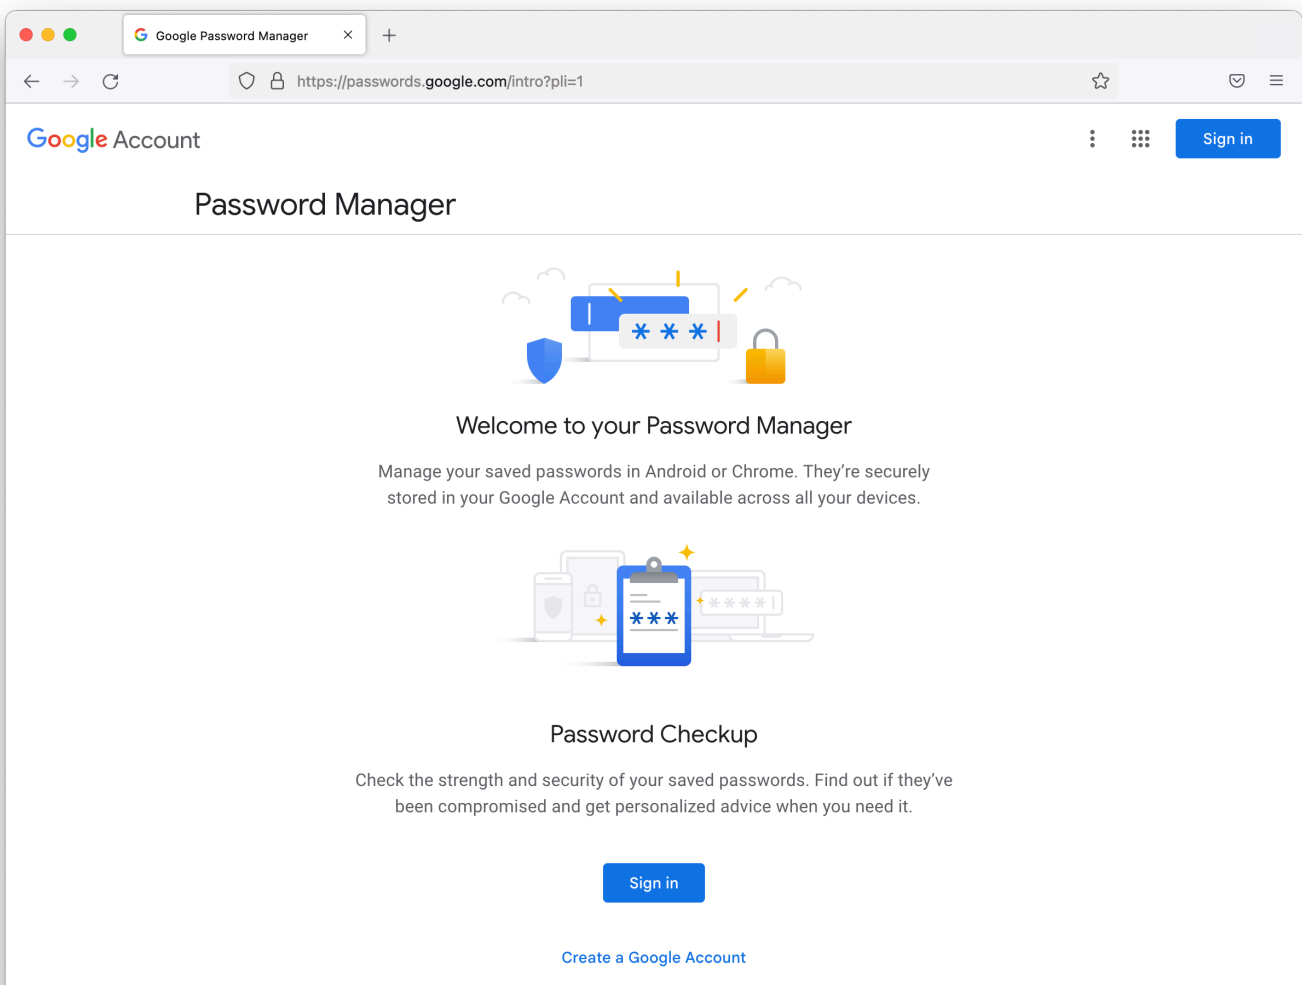 Google Password Manager
https://passwords.google.com/intro?pli=1
Google Account
Sign in
Password Manager
***
Welcome to your Password Manager
Manage your saved passwords in Android or Chrome. They’re securely
stored in your Google Account and available across all your devices.
***
****
Password Checkup
Check the strength and security of your saved passwords. Find out if they’ve
been compromised and get personalized advice when you need it.
Sign in
Create a Google Account